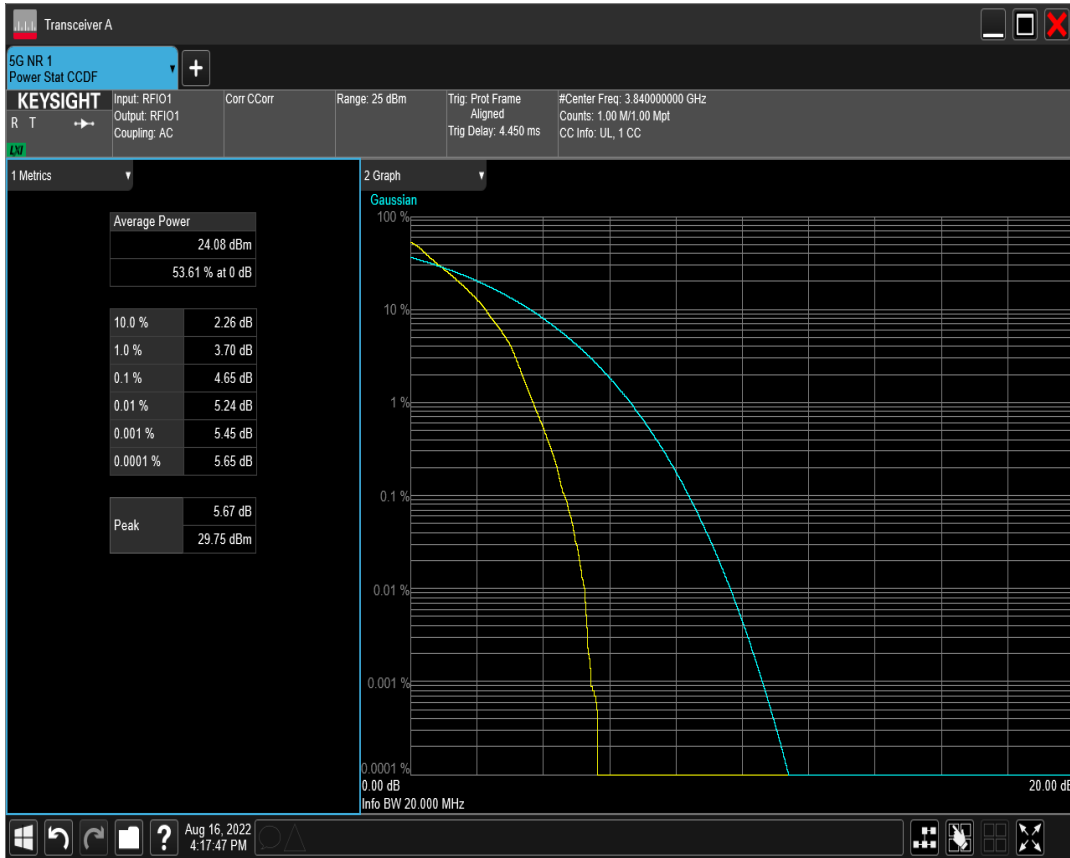 Transceiver A
5G NR 1
Power Stat CCDF
KEYSIGHT
R T
LXI
Input: RFIO1
Output: RFIO1
Coupling: AC
Corr CCorr
Range: 25 dBm
Trig: Prot Frame
Aligned
Trig Delay: 4.450 ms
#Center Freq: 3.840000000 GHz
Counts: 1.00 M/1.00 Mpt
CC Info: UL, 1 CC
1 Metrics
Average Power
24.08 dBm
53.61 % at 0 dB
10.0 % 2.26 dB
1.0 % 3.70 dB
0.1 % 4.65 dB
0.01 % 5.24 dB
0.001 % 5.45 dB
0.0001 % 5.65 dB
Peak
5.67 dB
29.75 dBm
2 Graph
Gaussian
100 %
10 %
1 %
0.1 %
0.01 %
0.001 %
0.0001 %
0.00 dB
20.00 dB
Info BW 20.000 MHz
?
Aug 16, 2022
4:17:47 PM